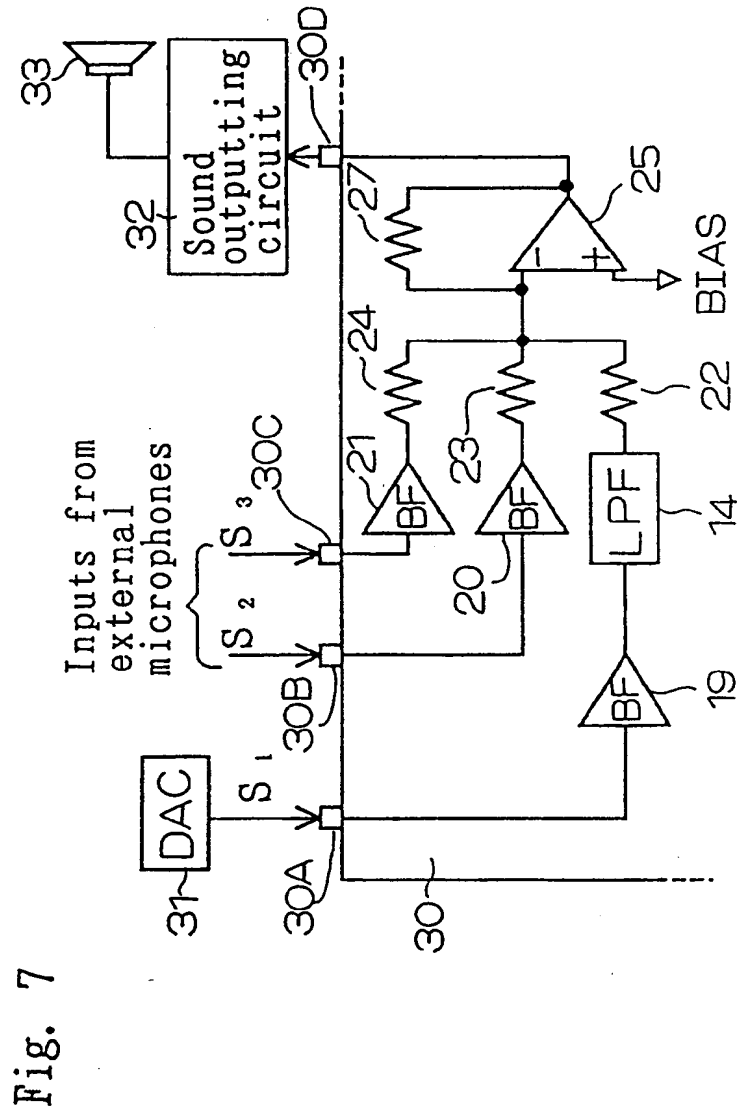 Fig. 7
Inputs from
external
microphones
DAC
31
S1
S2
S3
30A
30B
30C
30D
30
32
Sound
outputting
circuit
33
21
BF
24
27
20
BF
23
25
BIAS
19
BF
14
LPF
22
-
+